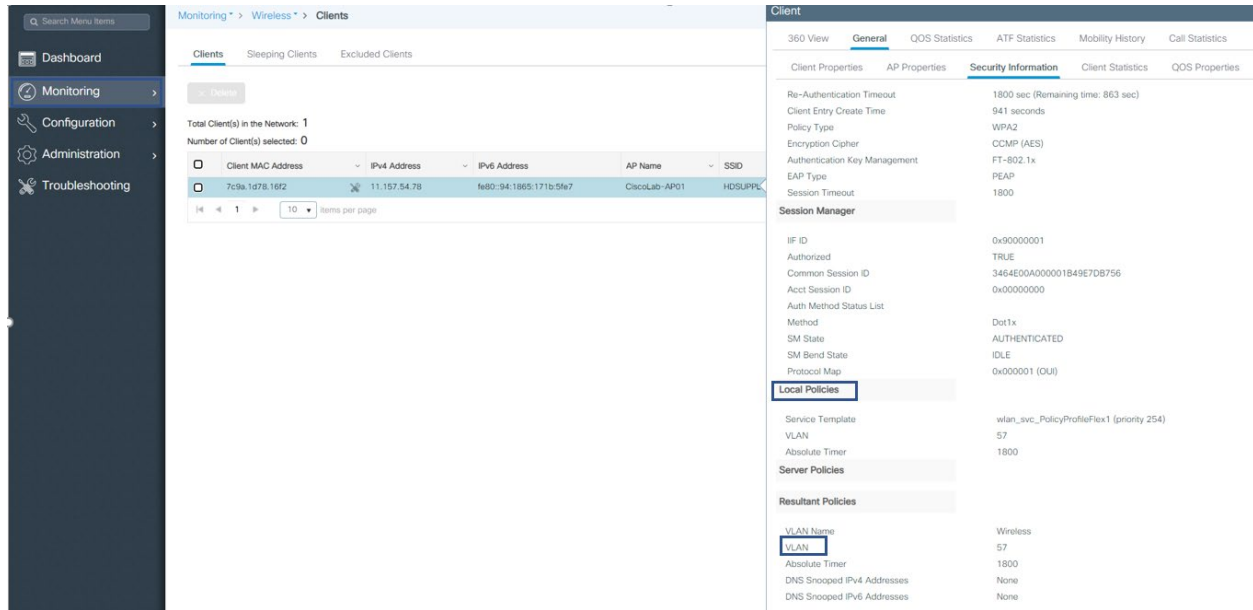 Search Menu Items
Dashboard
Monitoring
Configuration
Administration
Troubleshooting
Monitoring > Wireless > Clients
Clients Sleeping Clients Excluded Clients
× Delete
Total Client(s) in the Network: 1
Number of Client(s) selected: 0
Client MAC Address IPv4 Address IPv6 Address AP Name SSID
7c9a.1d78.16f2 11.157.54.78 fe80::94:1865:171b:5fe7 CiscoLab-AP01
1 10 items per page
Client
360 View General QOS Statistics ATF Statistics Mobility History Call Statistics
Client Properties AP Properties Security Information Client Statistics QOS Properties
Re-Authentication Timeout 1800 sec (Remaining time: 863 sec)
Client Entry Create Time 941 seconds
Policy Type WPA2
Encryption Cipher CCMP (AES)
Authentication Key Management FT-802.1x
EAP Type PEAP
Session Timeout 1800
Session Manager
IIF ID 0x90000001
Authorized TRUE
Common Session ID 3464E00A000001B49E7DB756
Acct Session ID 0x00000000
Auth Method Status List
Method Dot1x
SM State AUTHENTICATED
SM Bend State IDLE
Protocol Map 0x000001 (OUI)
Local Policies
Service Template wlan_svc_PolicyProfileFlex1 (priority 254)
VLAN 57
Absolute Timer 1800
Server Policies
Resultant Policies
VLAN Name Wireless
VLAN 57
Absolute Timer 1800
DNS Snooped IPv4 Addresses None
DNS Snooped IPv6 Addresses None